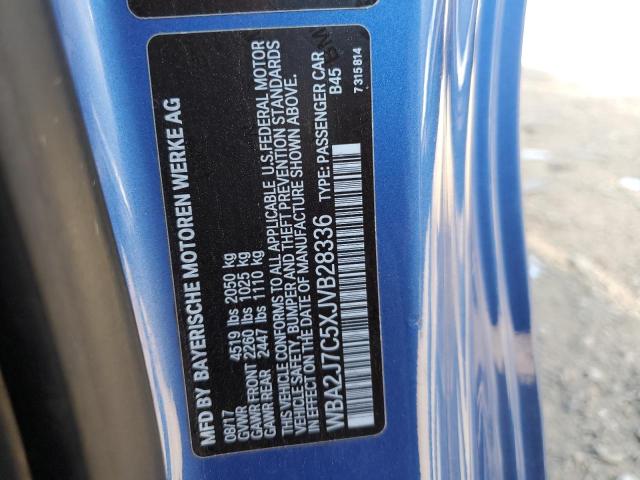 MFD BY BAYERISCHE MOTOREN WERKE AG
08/17
GVWR 4519 lbs 2050 kg
GAWR FRONT 2260 lbs 1025 kg
GAWR REAR 2447 lbs 1110 kg
THIS VEHICLE CONFORMS TO ALL APPLICABLE U.S. FEDERAL MOTOR
VEHICLE SAFETY, BUMPER AND THEFT PREVENTION STANDARDS
IN EFFECT ON THE DATE OF MANUFACTURE SHOWN ABOVE.
WBA2J7C5XJVB28336 TYPE: PASSENGER CAR
B45
BMW
7315814